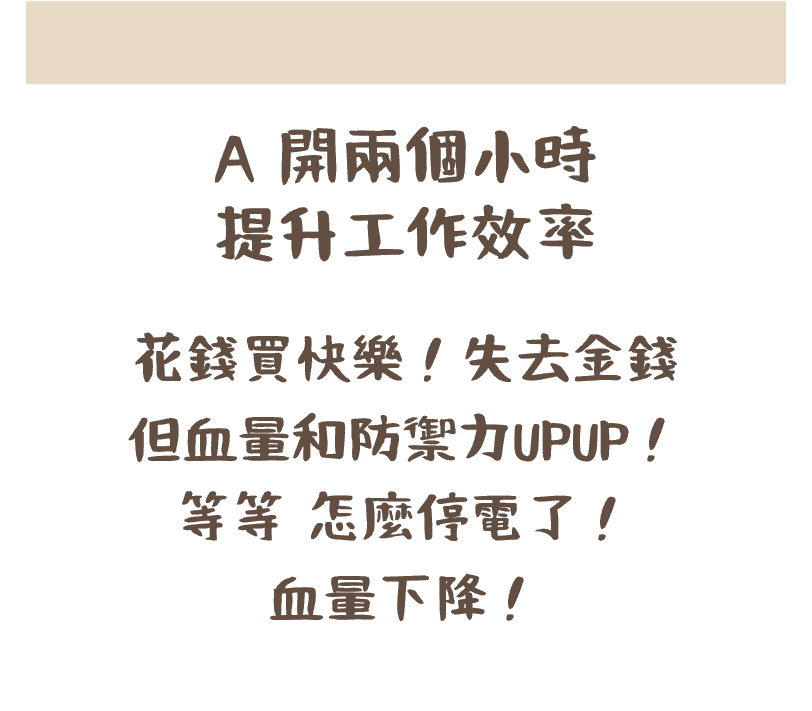 A 開兩個小時
提升工作效率
花錢買快樂！失去金錢
但血量和防禦力UPUP！
等等 怎麼停電了！
血量下降！